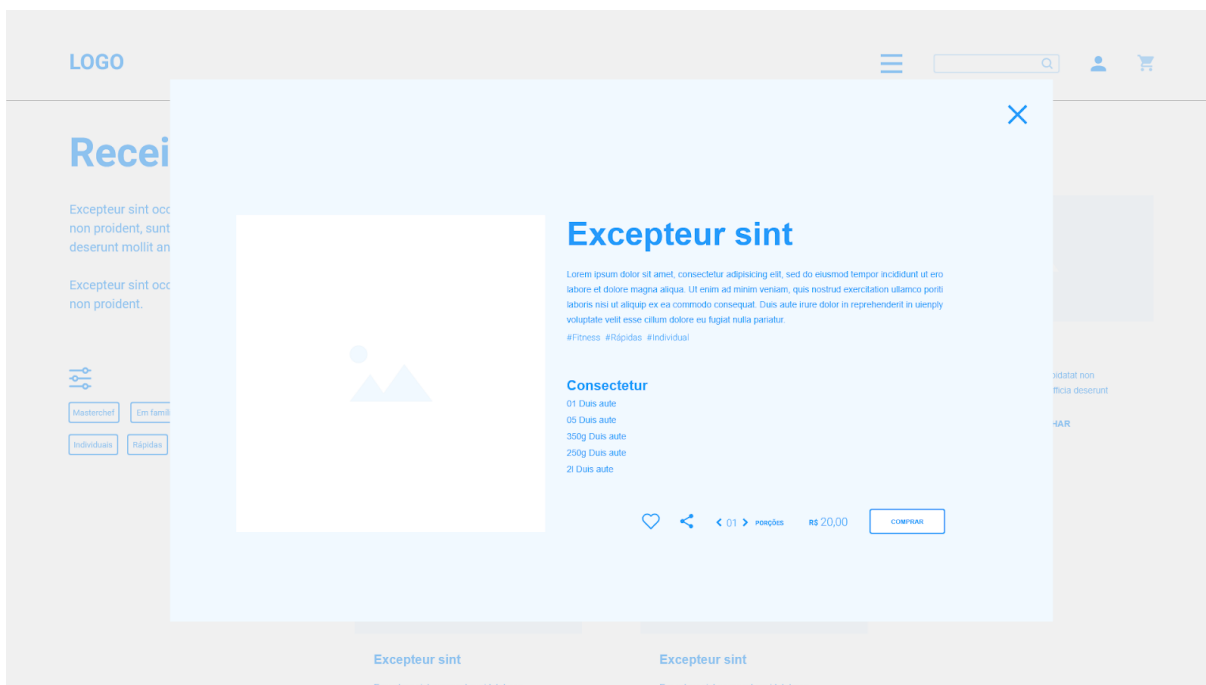 LOGO
Recei
Excepteur sint occ
non proident, sunt
deserunt mollit an
Excepteur sint occ
non proident.
Masterchef
Em famil
Individuais
Rápidas
Excepteur sint
Lorem ipsum dolor sit amet, consectetur adipisicing elit, sed do eiusmod tempor incididunt ut ero
labore et dolore magna aliqua. Ut enim ad minim veniam, quis nostrud exercitation ullamco poriti
laboris nisi ut aliquip ex ea commodo consequat. Duis aute irure dolor in reprehenderit in uienply
voluptate velit esse cillum dolore eu fugiat nulla pariatur.
#Fitness #Rápidas #Individual
Consectetur
01 Duis aute
05 Duis aute
350g Duis aute
250g Duis aute
2l Duis aute
01 PORÇÕES R$ 20,00 COMPRAR
pidatat non
fficia deserunt
HAR
Excepteur sint
Excepteur sint